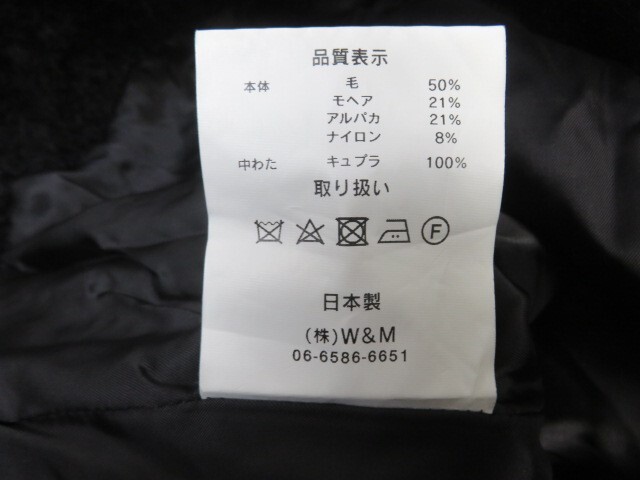 品質表示
本体 毛 50%
モヘア 21%
アルパカ 21%
ナイロン 8%
中わた キュプラ 100%
取り扱い
F
日本製
(株)W&M
06-6586-6651